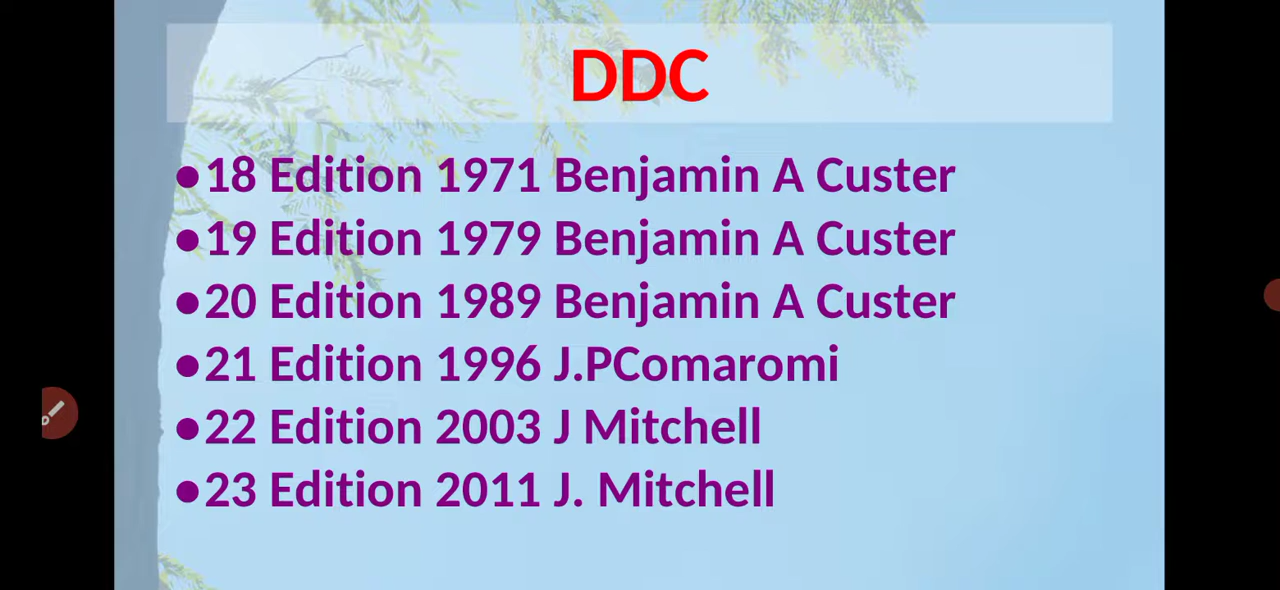 DDC
•18 Edition 1971 Benjamin A Custer
•19 Edition 1979 Benjamin A Custer
•20 Edition 1989 Benjamin A Custer
•21 Edition 1996 J.PComaromi
•22 Edition 2003 J Mitchell
•23 Edition 2011 J. Mitchell